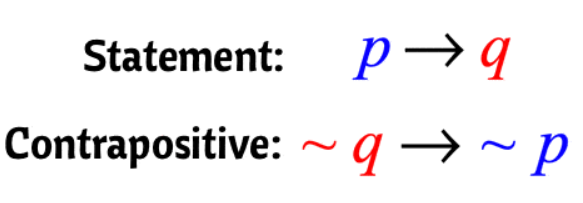 Statement: p → q
Contrapositive: ~ q → ~ p